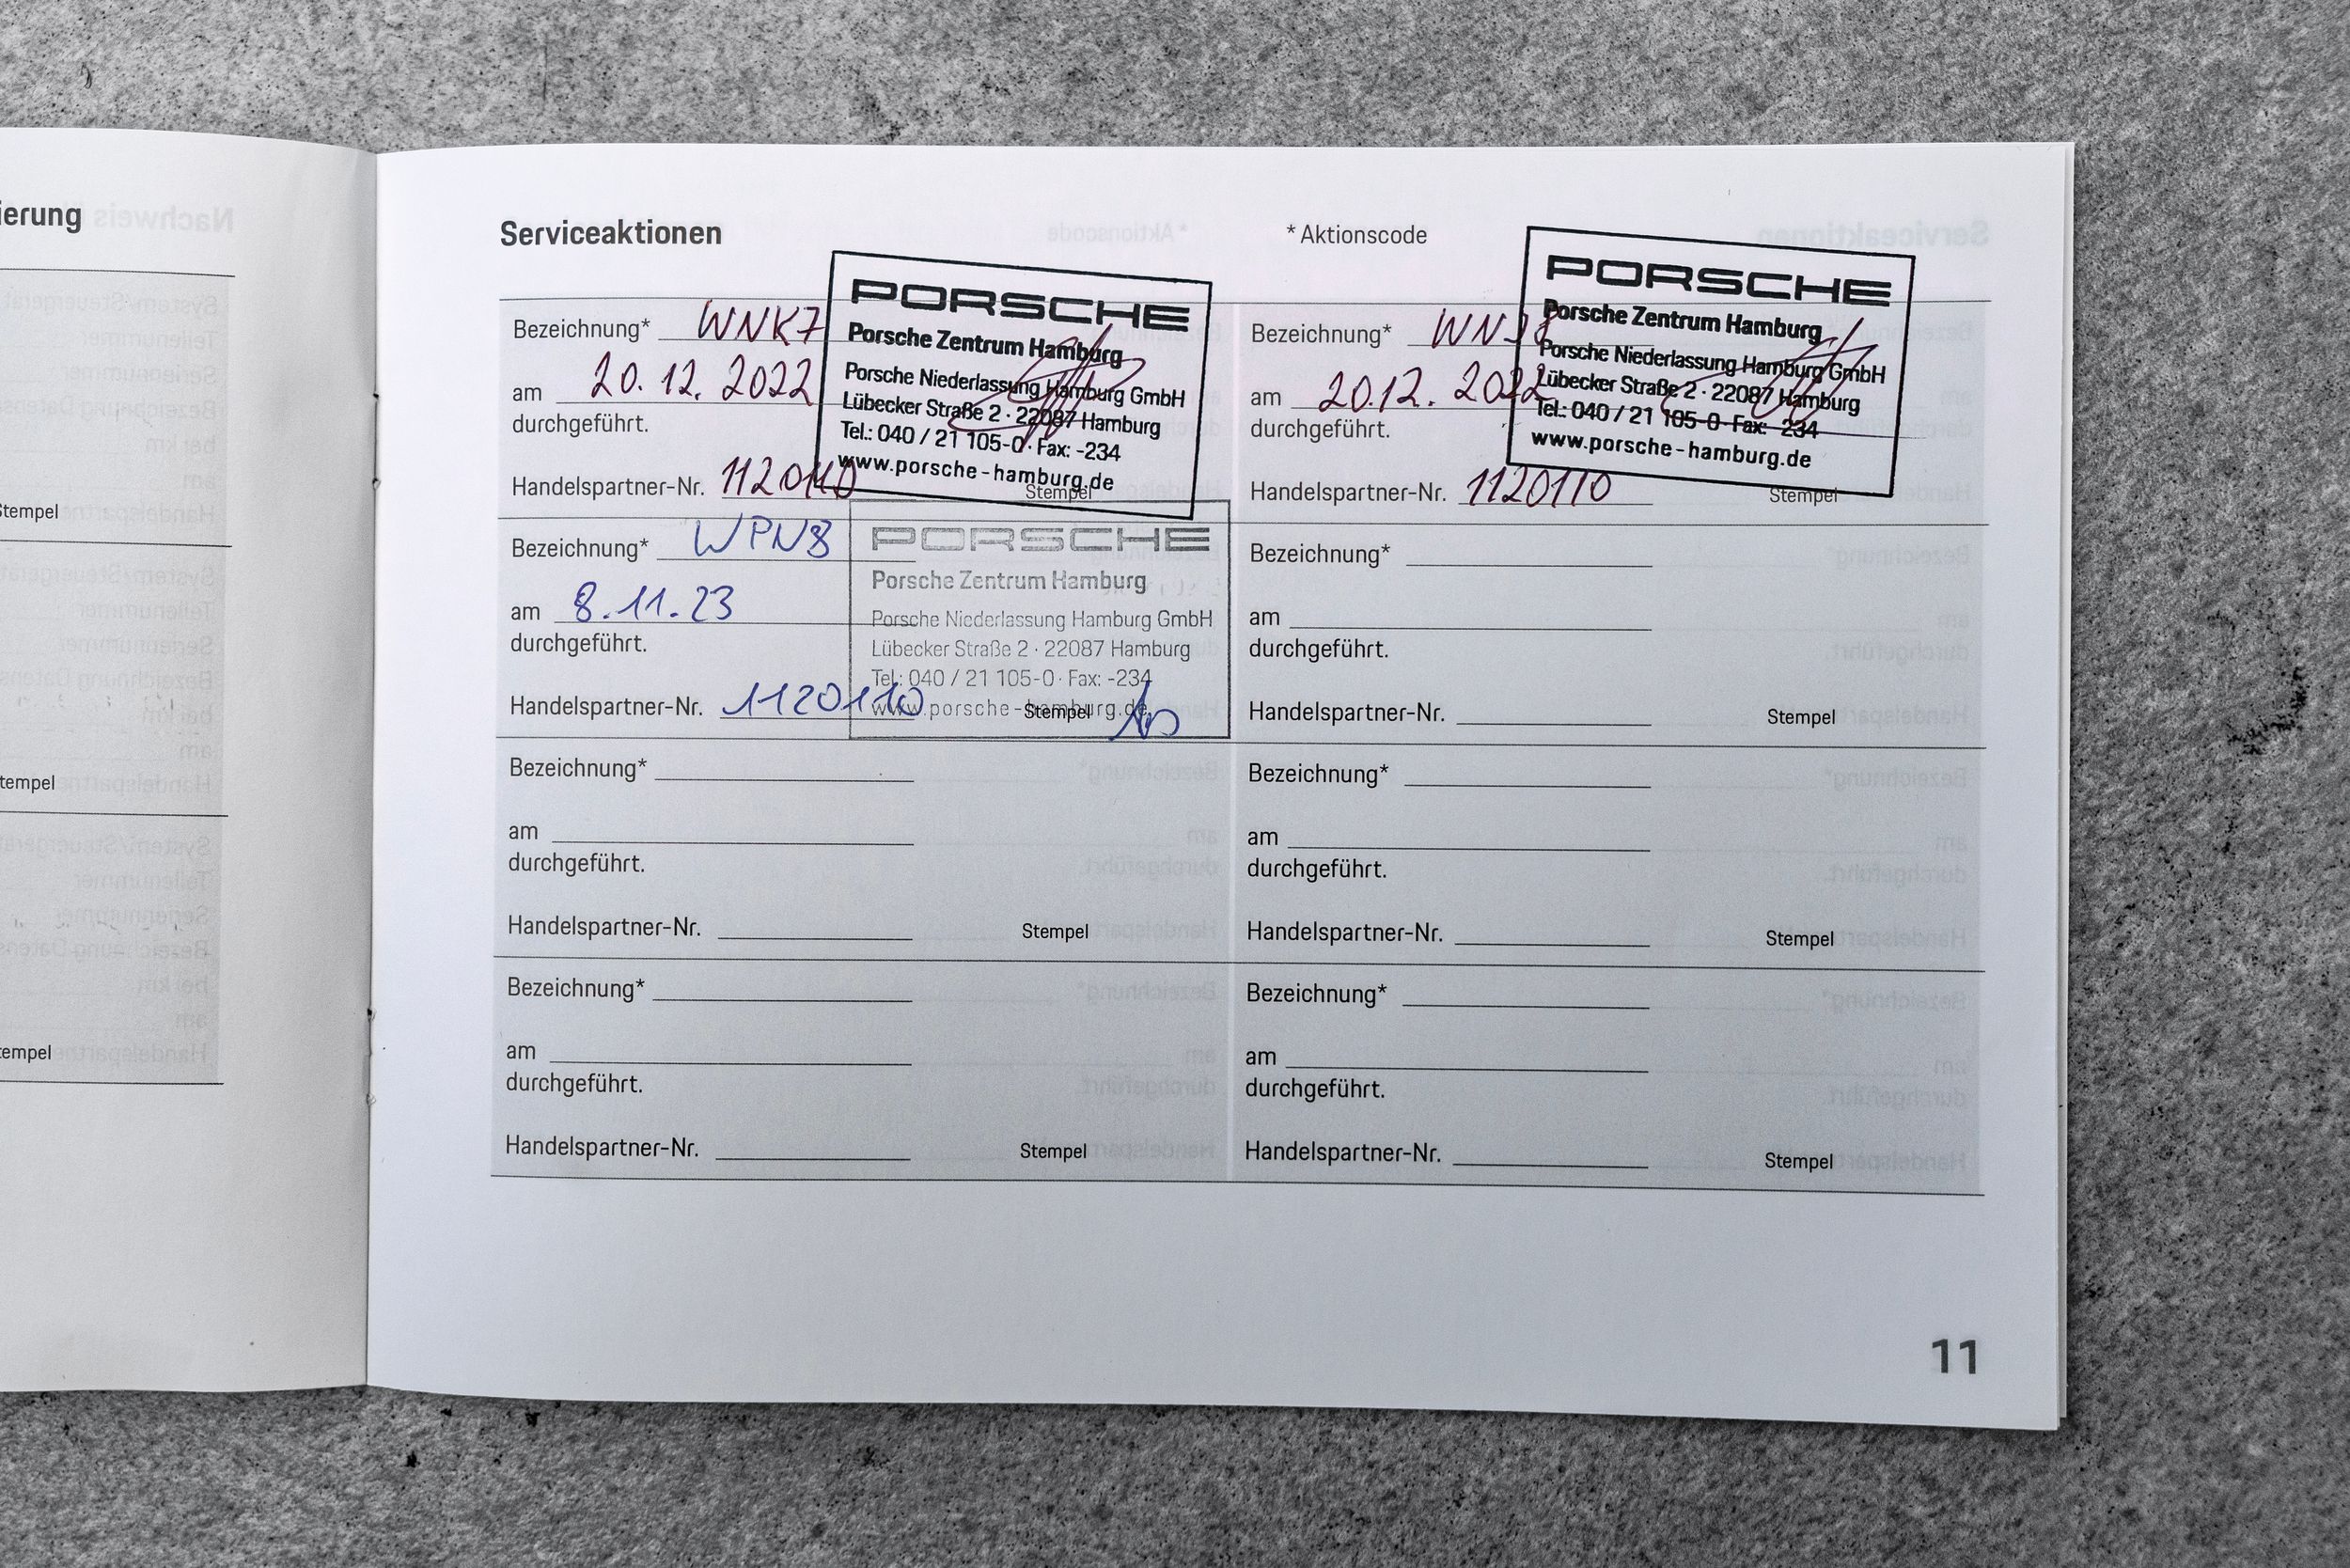 ierung
Stempel
tempel
tempel
Serviceaktionen
* Aktionscode
Bezeichnung* WNK7
am 20.12.2022
durchgeführt.
Handelspartner-Nr. 1120110
Stempel
PORSCHE
Porsche Zentrum Hamburg
Porsche Niederlassung Hamburg GmbH
Lübecker Straße 2 · 22087 Hamburg
Tel.: 040 / 21 105-0 · Fax: -234
www.porsche-hamburg.de
Bezeichnung*
am 20.12.2022
durchgeführt.
Handelspartner-Nr. 1120110
Stempel
PORSCHE
Porsche Zentrum Hamburg
Porsche Niederlassung Hamburg GmbH
Lübecker Straße 2 · 22087 Hamburg
Tel.: 040 / 21 105-0 · Fax: -234
www.porsche-hamburg.de
Bezeichnung* WPN8
am 8.11.23
durchgeführt.
Handelspartner-Nr. 1120110
Stempel
PORSCHE
Porsche Zentrum Hamburg
Porsche Niederlassung Hamburg GmbH
Lübecker Straße 2 · 22087 Hamburg
Tel.: 040 / 21 105-0 · Fax: -234
www.porsche-hamburg.de
Bezeichnung*
am
durchgeführt.
Handelspartner-Nr.
Stempel
Bezeichnung*
am
durchgeführt.
Handelspartner-Nr.
Stempel
Bezeichnung*
am
durchgeführt.
Handelspartner-Nr.
Stempel
Bezeichnung*
am
durchgeführt.
Handelspartner-Nr.
Stempel
Bezeichnung*
am
durchgeführt.
Handelspartner-Nr.
Stempel
11